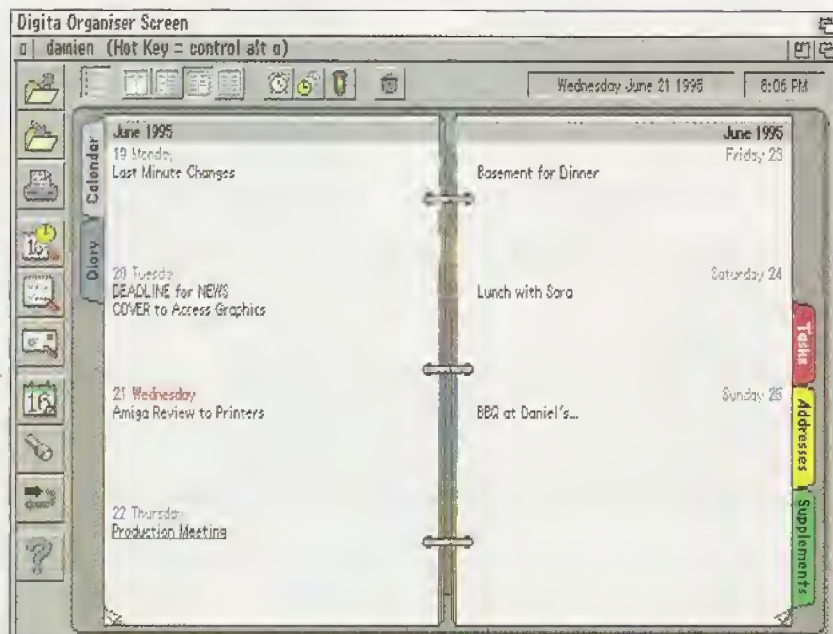 Digita Organiser Screen
damien (Hot Key = control alt a)
Wednesday June 21 1995
6:06 PM
Calendar
Diary
June 1995
19 Monday
Last Minute Changes
20 Tuesday
DEADLINE for NEWS
COVER to Access Graphics
21 Wednesday
Amiga Review to Printers
22 Thursday
Production Meeting
June 1995
Friday 23
Basement for Dinner
Saturday 24
Lunch with Sara
Sunday 25
BBQ at Daniel's...
Tasks
Addresses
Supplements
16
16
?